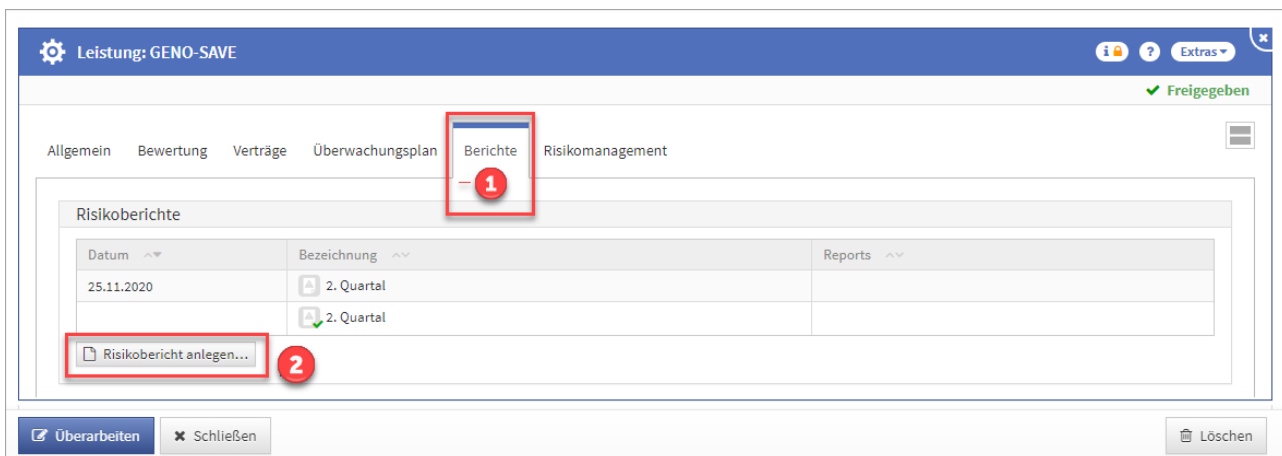 Leistung: GENO-SAVE
i ? Extras
Freigegeben
Allgemein Bewertung Verträge Überwachungsplan Berichte Risikomanagement
1
Risikoberichte
Datum Bezeichnung Reports
25.11.2020 2. Quartal
2. Quartal
Risikobericht anlegen...
2
Überarbeiten Schließen Löschen